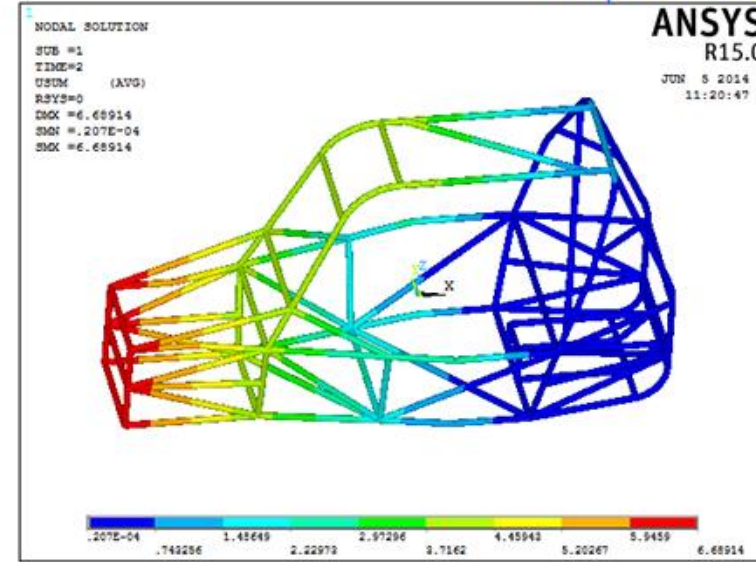 1
NODAL SOLUTION
SUB =1
TIME=2
USUM (AVG)
RSYS=0
DMX =6.68914
SMN =.207E-04
SMX =6.68914
ANSYS
R15.0
JUN 5 2014
11:20:47
Y Z
X
.207E-04 1.48649 2.97296 4.45943 5.9459
.743256 2.22973 3.7162 5.20267 6.68914